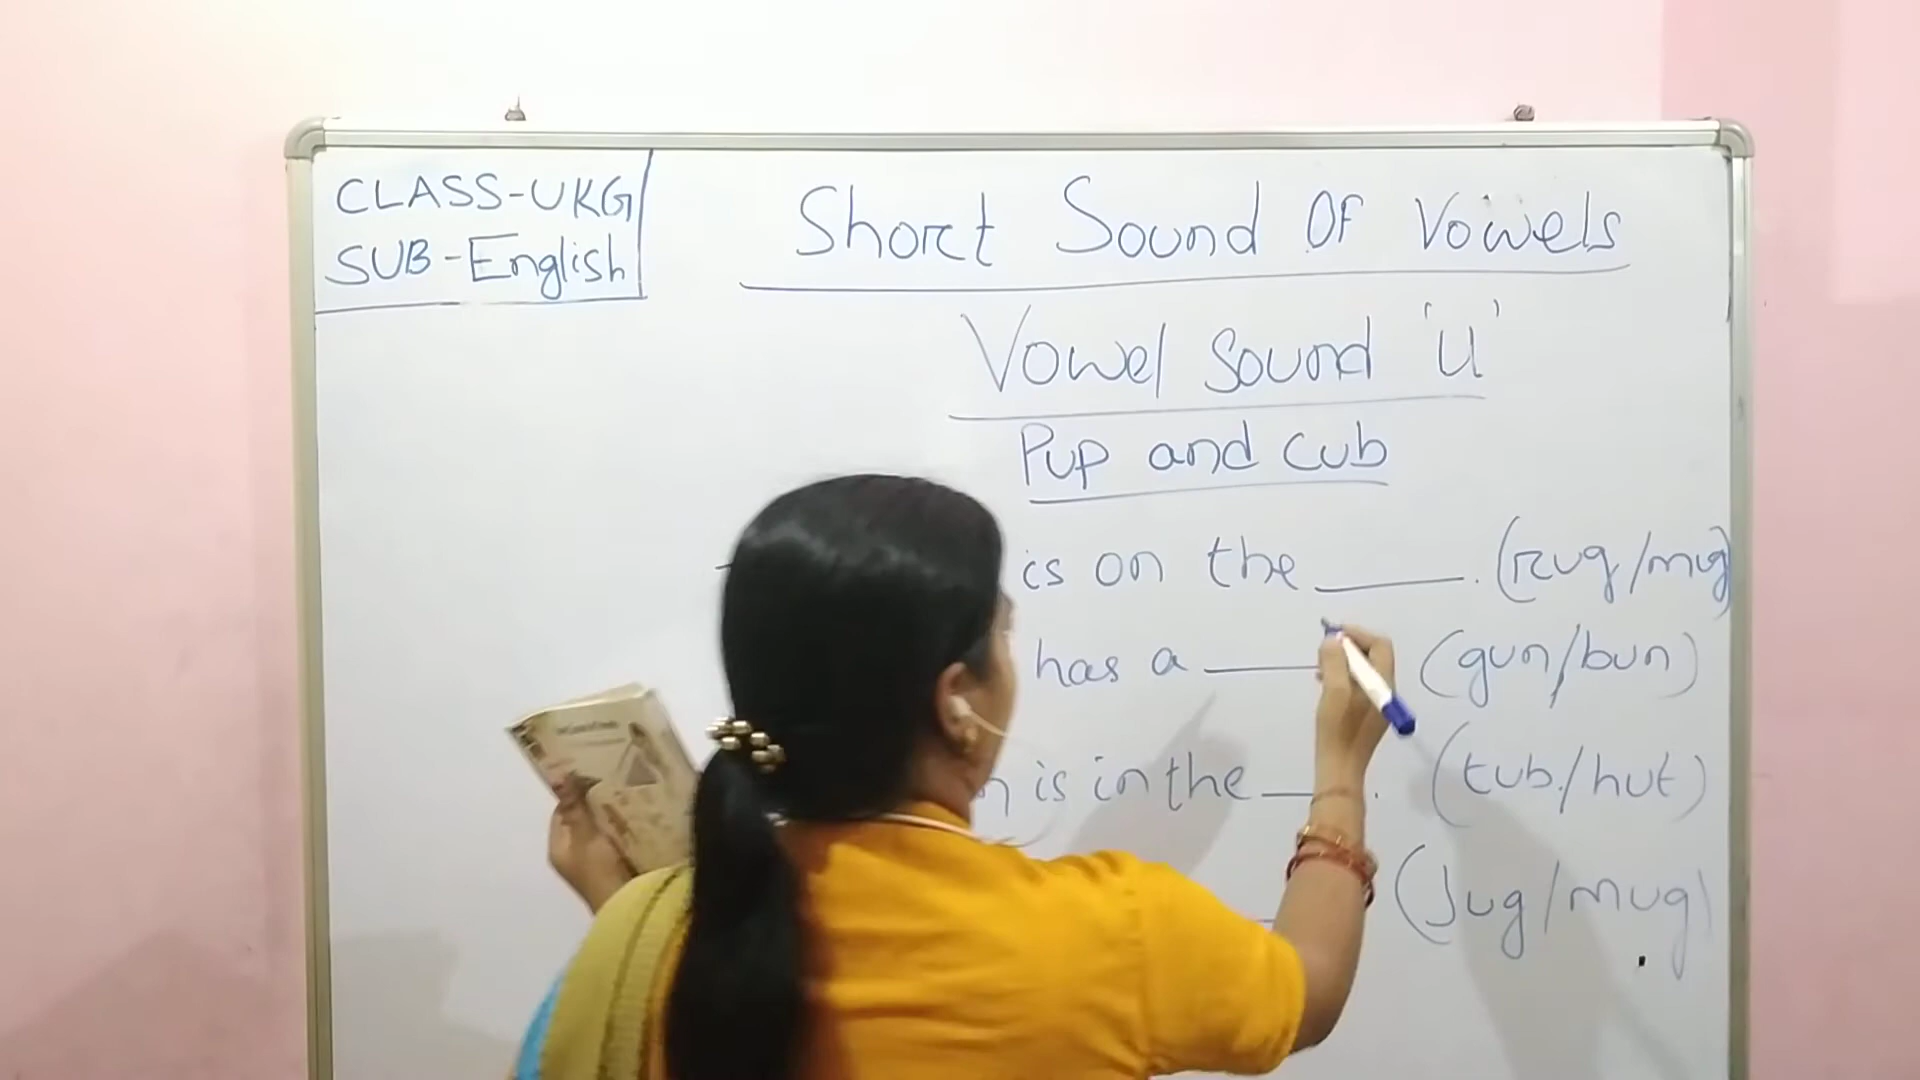 CLASS-UKG
SUB-English
Short Sound OF Vowels
Vowel Sound 'U'
Pup and cub
is on the ____. (rug/mug)
has a ____ (gun/bun)
is in the ____. (tub/hut)
(Jug/mug)